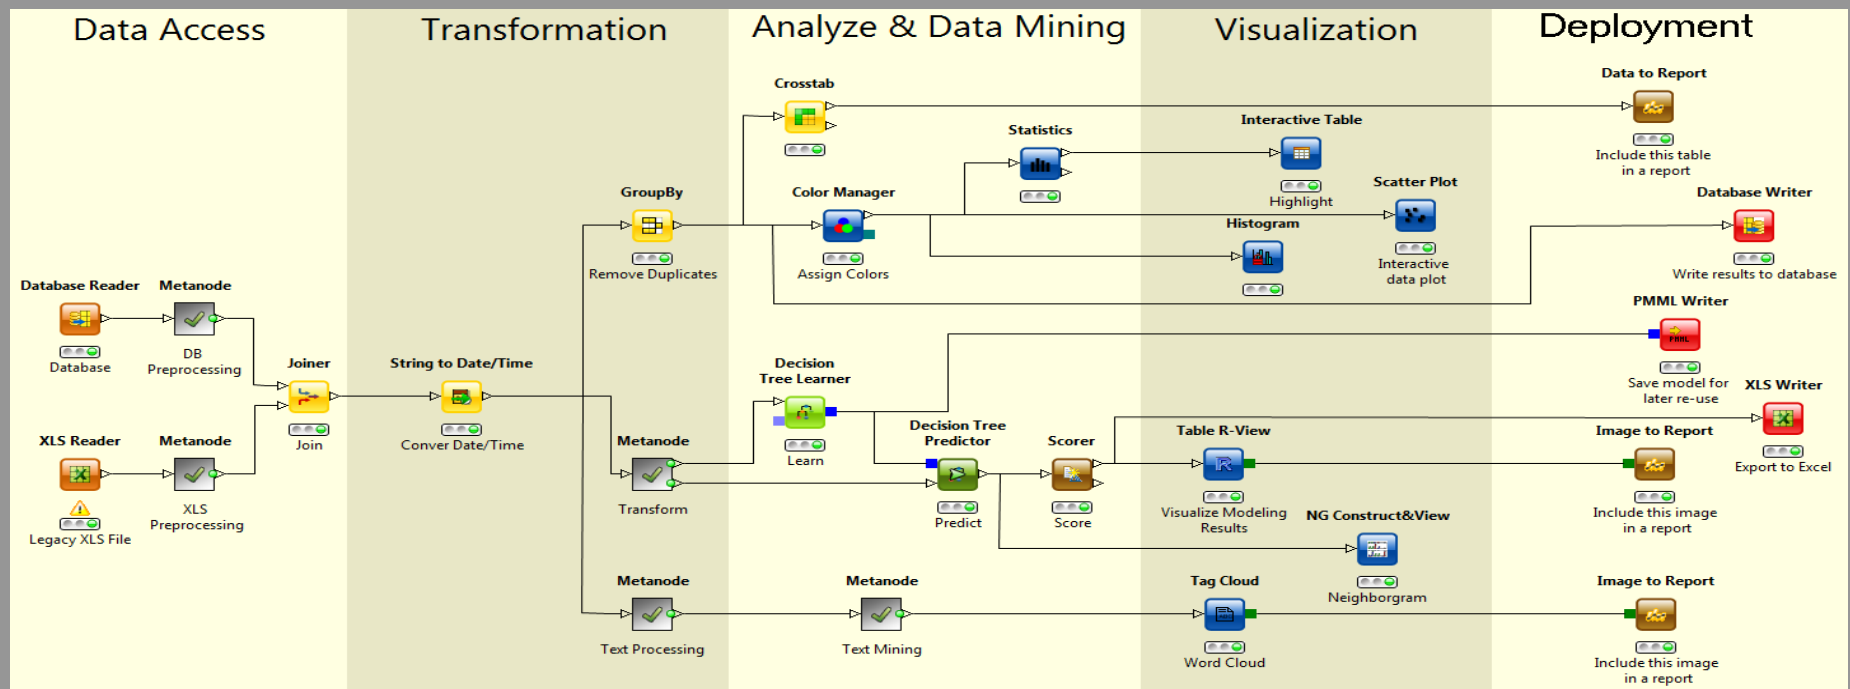 Data Access
Transformation
Analyze & Data Mining
Visualization
Deployment
Crosstab
Data to Report
Include this table
in a report
Statistics
Interactive Table
Highlight
GroupBy
Remove Duplicates
Color Manager
Assign Colors
Scatter Plot
Interactive
data plot
Histogram
Database Writer
Write results to database
Database Reader
Database
Metanode
DB
Preprocessing
Joiner
Join
String to Date/Time
Conver Date/Time
XLS Reader
Legacy XLS File
Metanode
XLS
Preprocessing
PMML Writer
PMML
Save model for
later re-use
Decision
Tree Learner
Learn
Metanode
Transform
Decision Tree
Predictor
Predict
Scorer
Score
Table R-View
R
Visualize Modeling
Results
XLS Writer
Export to Excel
Image to Report
Include this image
in a report
NG Construct&View
Neighborgram
Metanode
Text Processing
Metanode
Text Mining
Tag Cloud
Word Cloud
Image to Report
Include this image
in a report